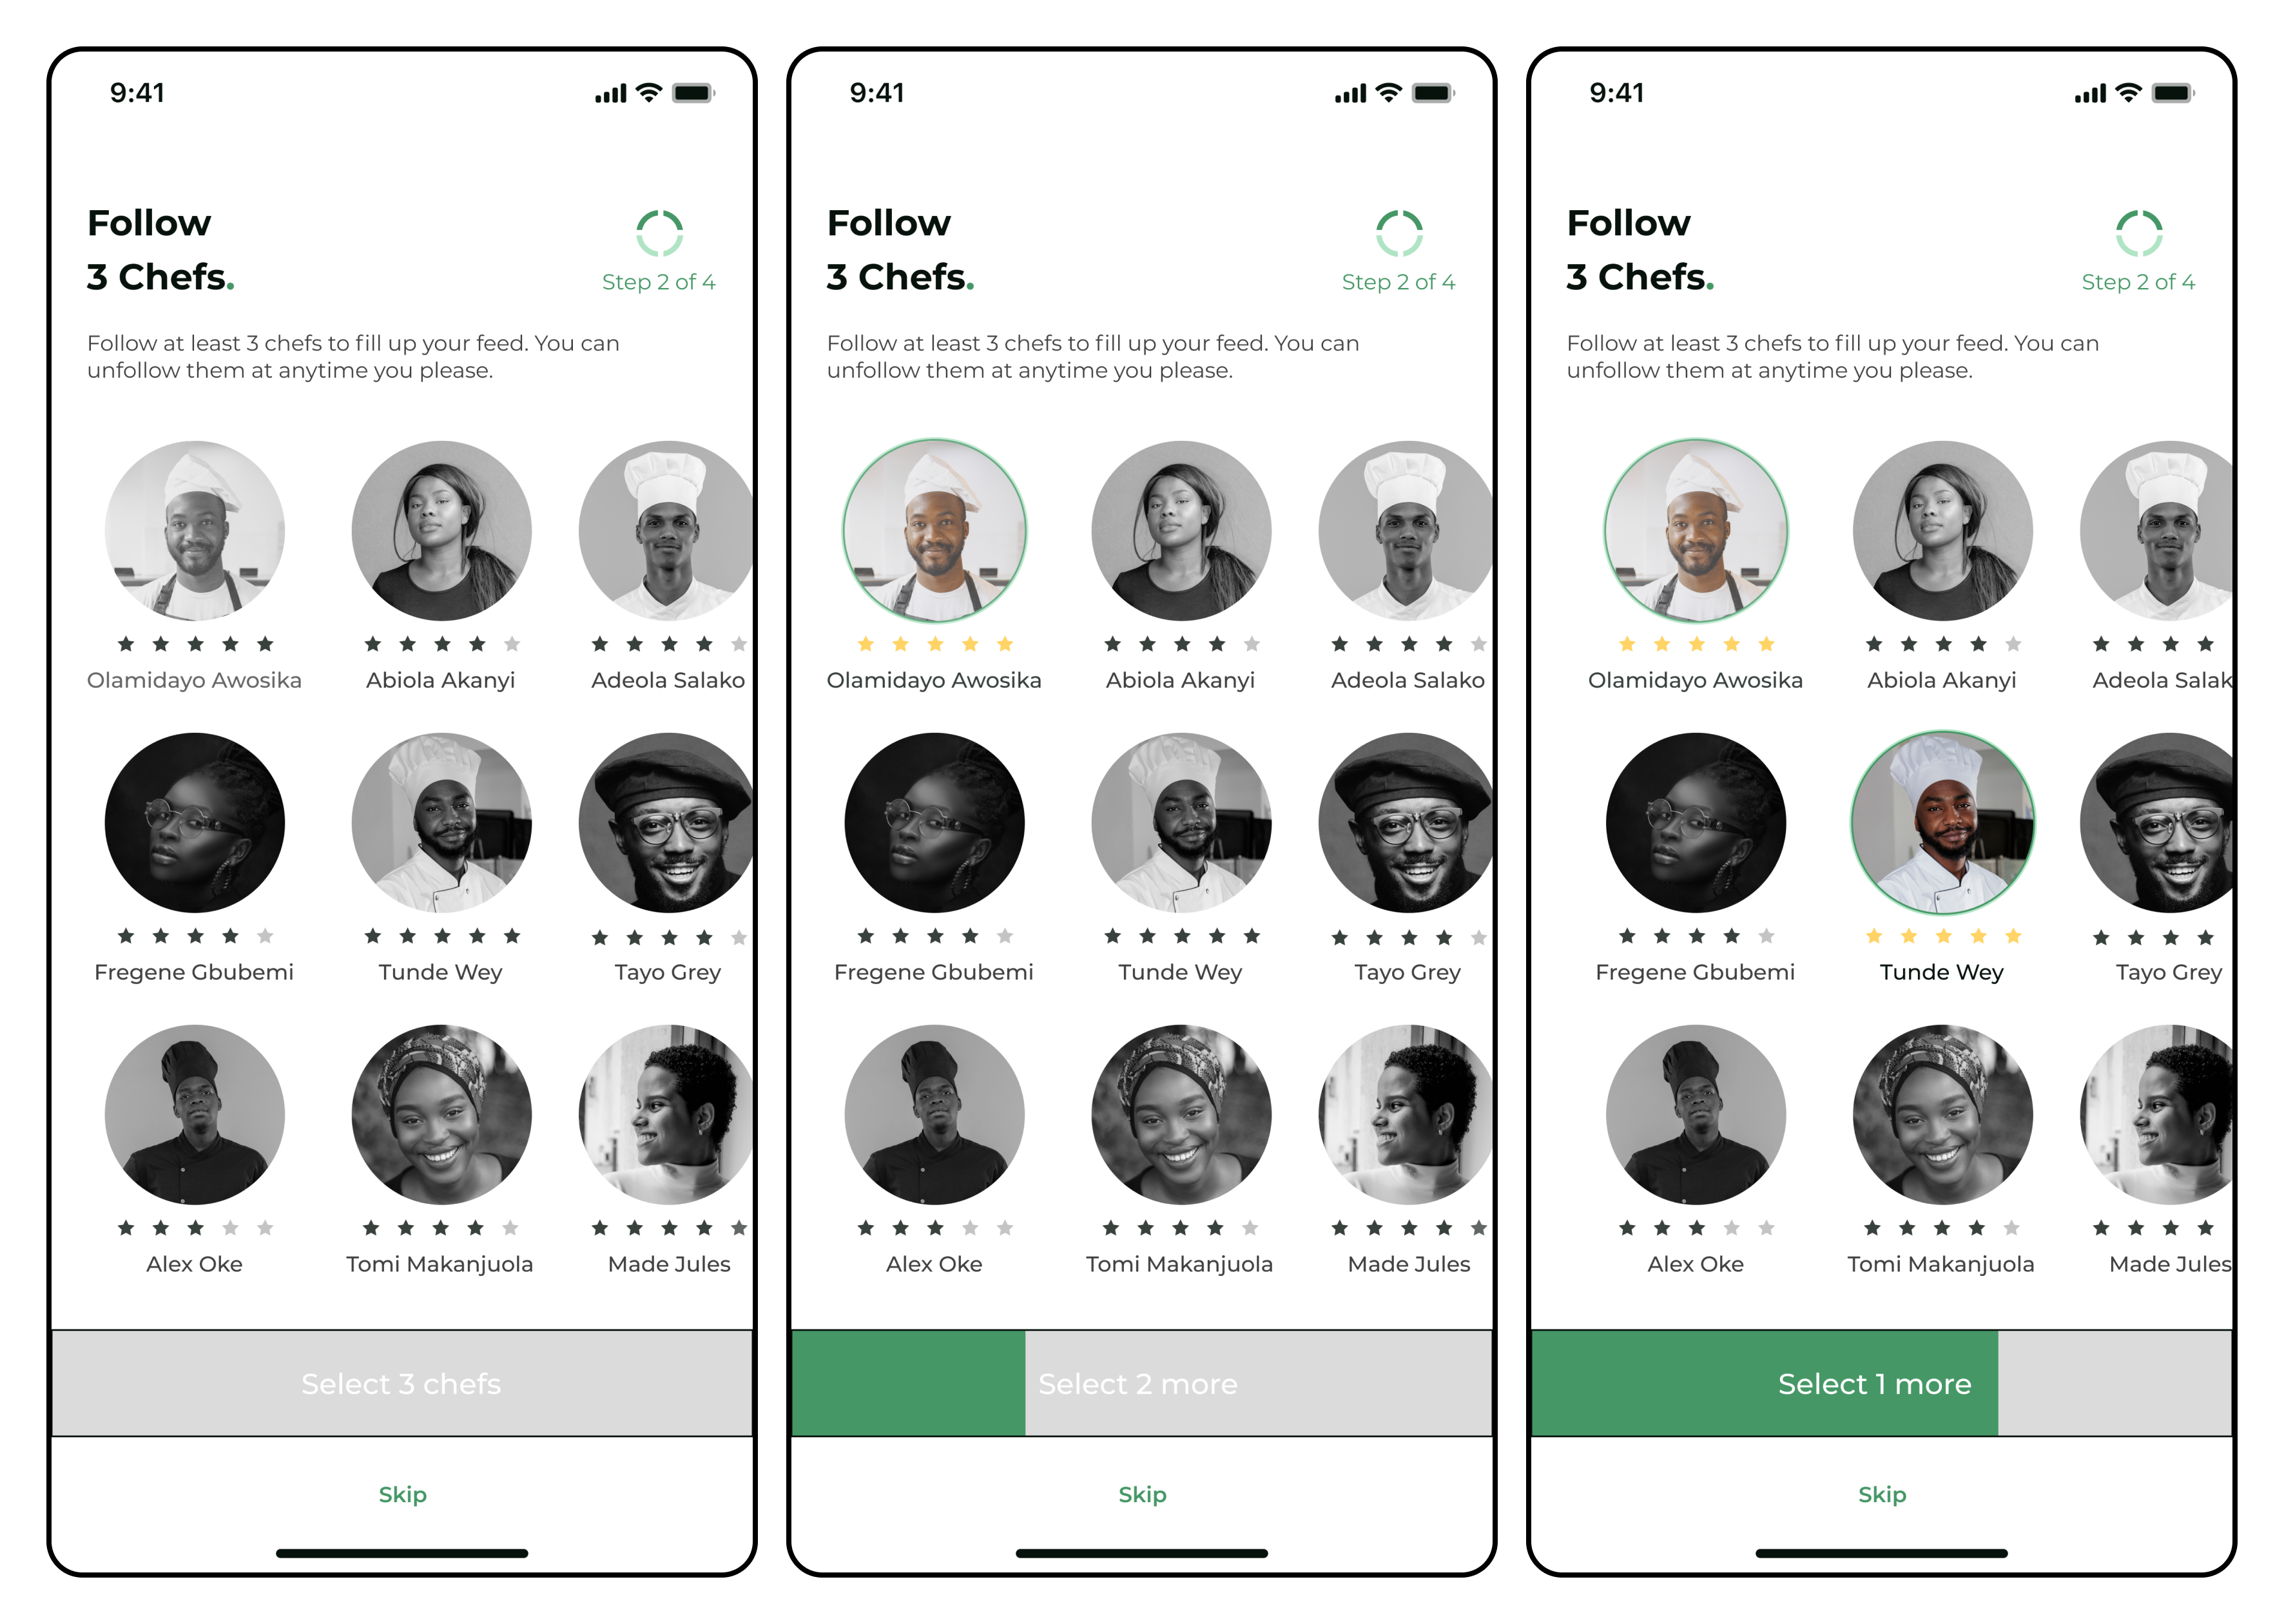 9:41
Follow
3 Chefs.
Step 2 of 4
Follow at least 3 chefs to fill up your feed. You can
unfollow them at anytime you please.
Olamidayo Awosika
Abiola Akanyi
Adeola Salako
Fregene Gbubemi
Tunde Wey
Tayo Grey
Alex Oke
Tomi Makanjuola
Made Jules
Select 3 chefs
Skip
9:41
Follow
3 Chefs.
Step 2 of 4
Follow at least 3 chefs to fill up your feed. You can
unfollow them at anytime you please.
Olamidayo Awosika
Abiola Akanyi
Adeola Salako
Fregene Gbubemi
Tunde Wey
Tayo Grey
Alex Oke
Tomi Makanjuola
Made Jules
Select 2 more
Skip
9:41
Follow
3 Chefs.
Step 2 of 4
Follow at least 3 chefs to fill up your feed. You can
unfollow them at anytime you please.
Olamidayo Awosika
Abiola Akanyi
Adeola Salak
Fregene Gbubemi
Tunde Wey
Tayo Grey
Alex Oke
Tomi Makanjuola
Made Jules
Select 1 more
Skip